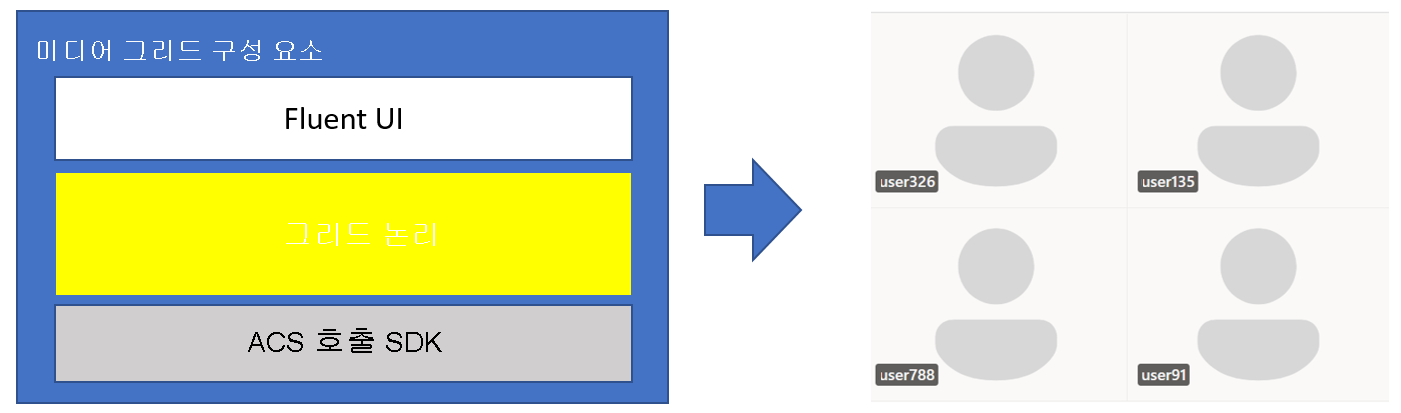 미디어 그리드 구성 요소
Fluent UI
그리드 논리
ACS 호출 SDK
user326
user135
user788
user91